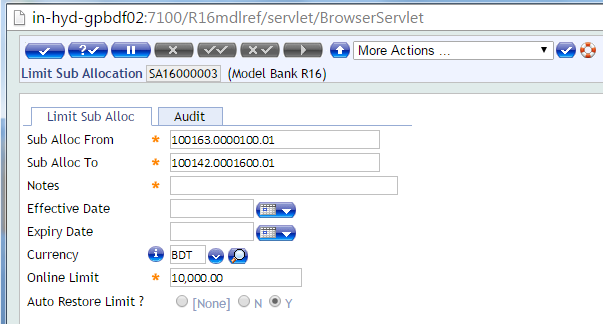 in-hyd-gpbdf02:7100/R16mdlref/servlet/BrowserServlet
More Actions ...
Limit Sub Allocation SA16000003 (Model Bank R16)
Limit Sub Alloc Audit
Sub Alloc From * 100163.0000100.01
Sub Alloc To * 100142.0001600.01
Notes *
Effective Date
Expiry Date
Currency BDT
Online Limit * 10,000.00
Auto Restore Limit ? [None] N Y